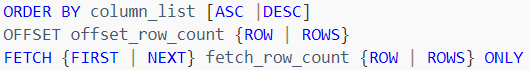 ORDER BY column_list [ASC |DESC]
OFFSET offset_row_count {ROW | ROWS}
FETCH {FIRST | NEXT} fetch_row_count {ROW | ROWS} ONLY